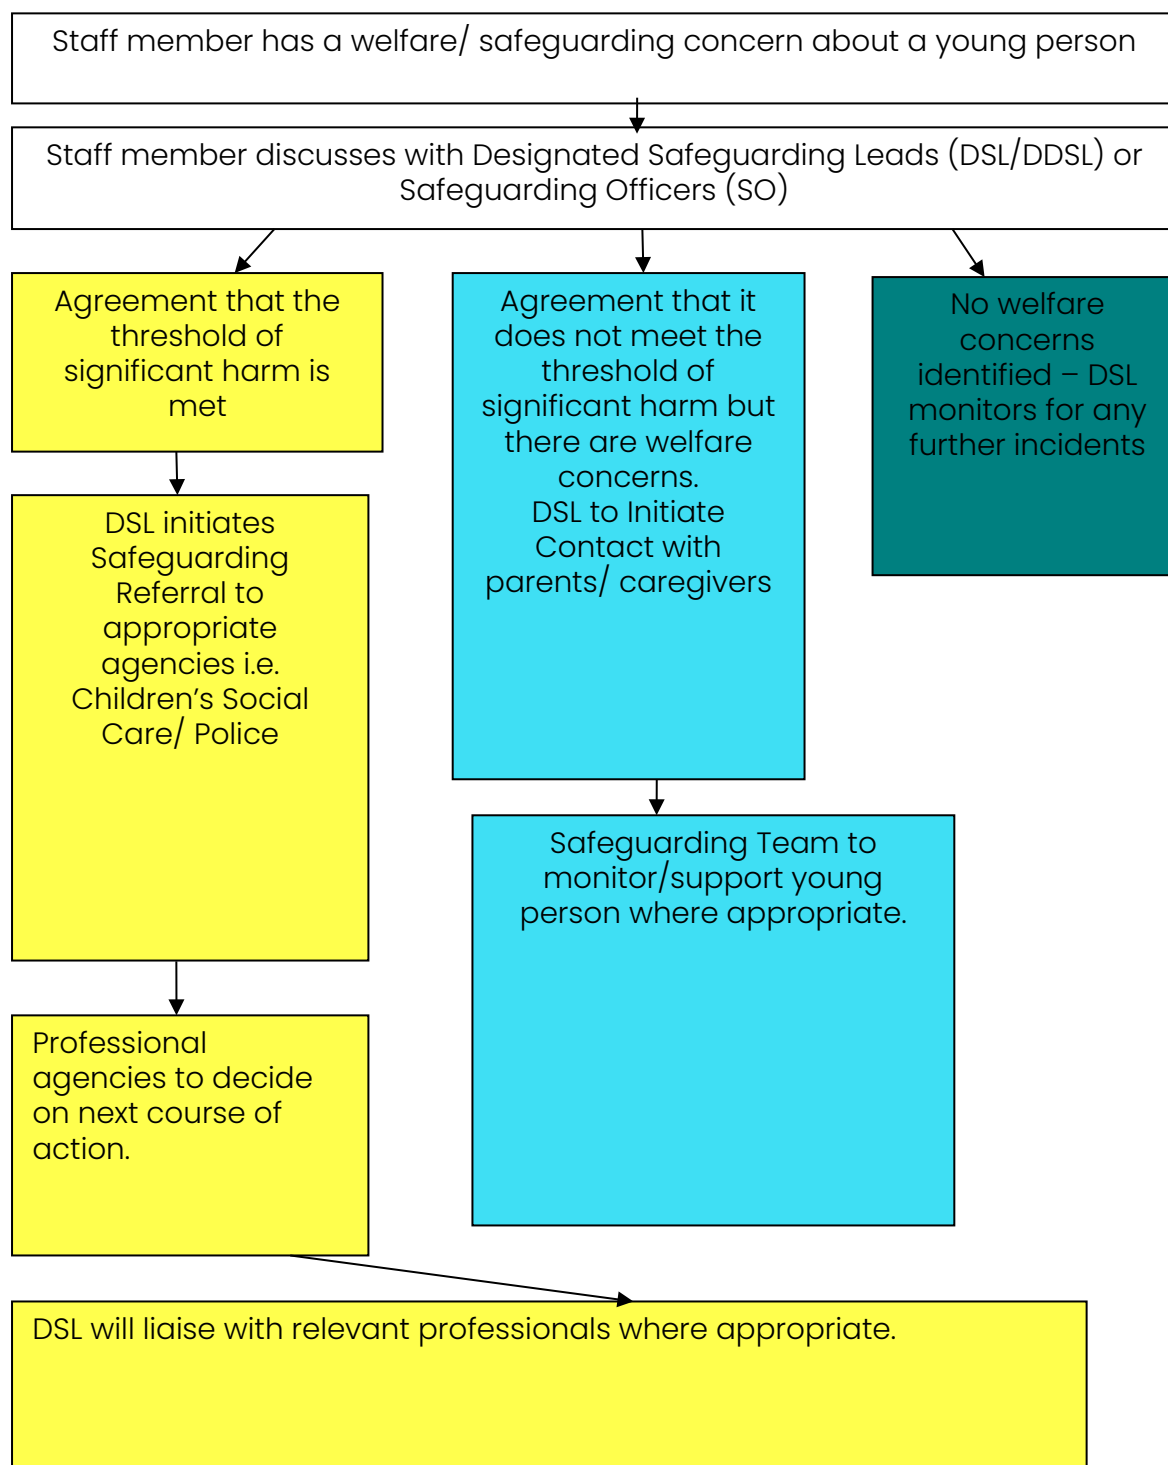 Staff member has a welfare/ safeguarding concern about a young person
Staff member discusses with Designated Safeguarding Leads (DSL/DDSL) or
Safeguarding Officers (SO)
Agreement that the
threshold of
significant harm is
met
DSL initiates
Safeguarding
Referral to
appropriate
agencies i.e.
Children’s Social
Care/ Police
Professional
agencies to decide
on next course of
action.
Agreement that it
does not meet the
threshold of
significant harm but
there are welfare
concerns.
DSL to Initiate
Contact with
parents/ caregivers
Safeguarding Team to
monitor/support young
person where appropriate.
No welfare
concerns
identified – DSL
monitors for any
further incidents
DSL will liaise with relevant professionals where appropriate.